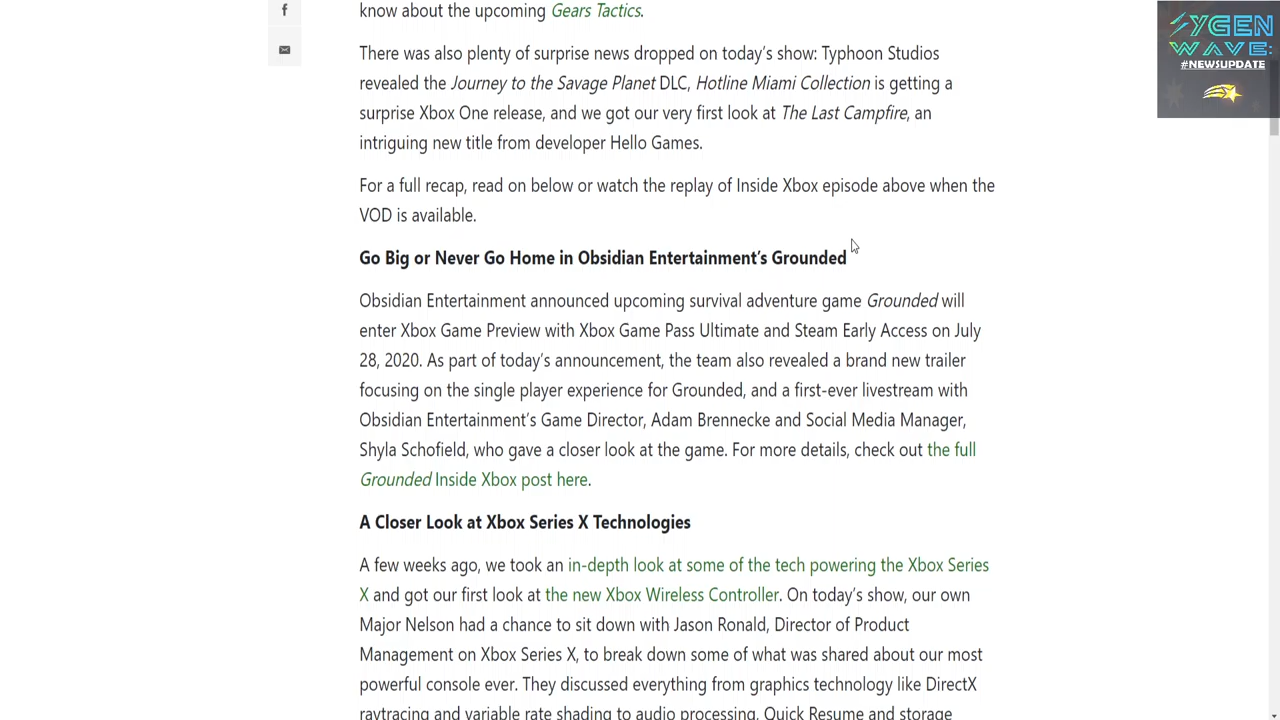 know about the upcoming Gears Tactics.
There was also plenty of surprise news dropped on today’s show: Typhoon Studios
revealed the Journey to the Savage Planet DLC, Hotline Miami Collection is getting a
surprise Xbox One release, and we got our very first look at The Last Campfire, an
intriguing new title from developer Hello Games.
For a full recap, read on below or watch the replay of Inside Xbox episode above when the
VOD is available.
Go Big or Never Go Home in Obsidian Entertainment’s Grounded
Obsidian Entertainment announced upcoming survival adventure game Grounded will
enter Xbox Game Preview with Xbox Game Pass Ultimate and Steam Early Access on July
28, 2020. As part of today’s announcement, the team also revealed a brand new trailer
focusing on the single player experience for Grounded, and a first-ever livestream with
Obsidian Entertainment’s Game Director, Adam Brennecke and Social Media Manager,
Shyla Schofield, who gave a closer look at the game. For more details, check out the full
Grounded Inside Xbox post here.
A Closer Look at Xbox Series X Technologies
A few weeks ago, we took an in-depth look at some of the tech powering the Xbox Series
X and got our first look at the new Xbox Wireless Controller. On today’s show, our own
Major Nelson had a chance to sit down with Jason Ronald, Director of Product
Management on Xbox Series X, to break down some of what was shared about our most
powerful console ever. They discussed everything from graphics technology like DirectX
raytracing and variable rate shading to audio processing, Quick Resume and storage
WAVE:
#NEWSUPDATE